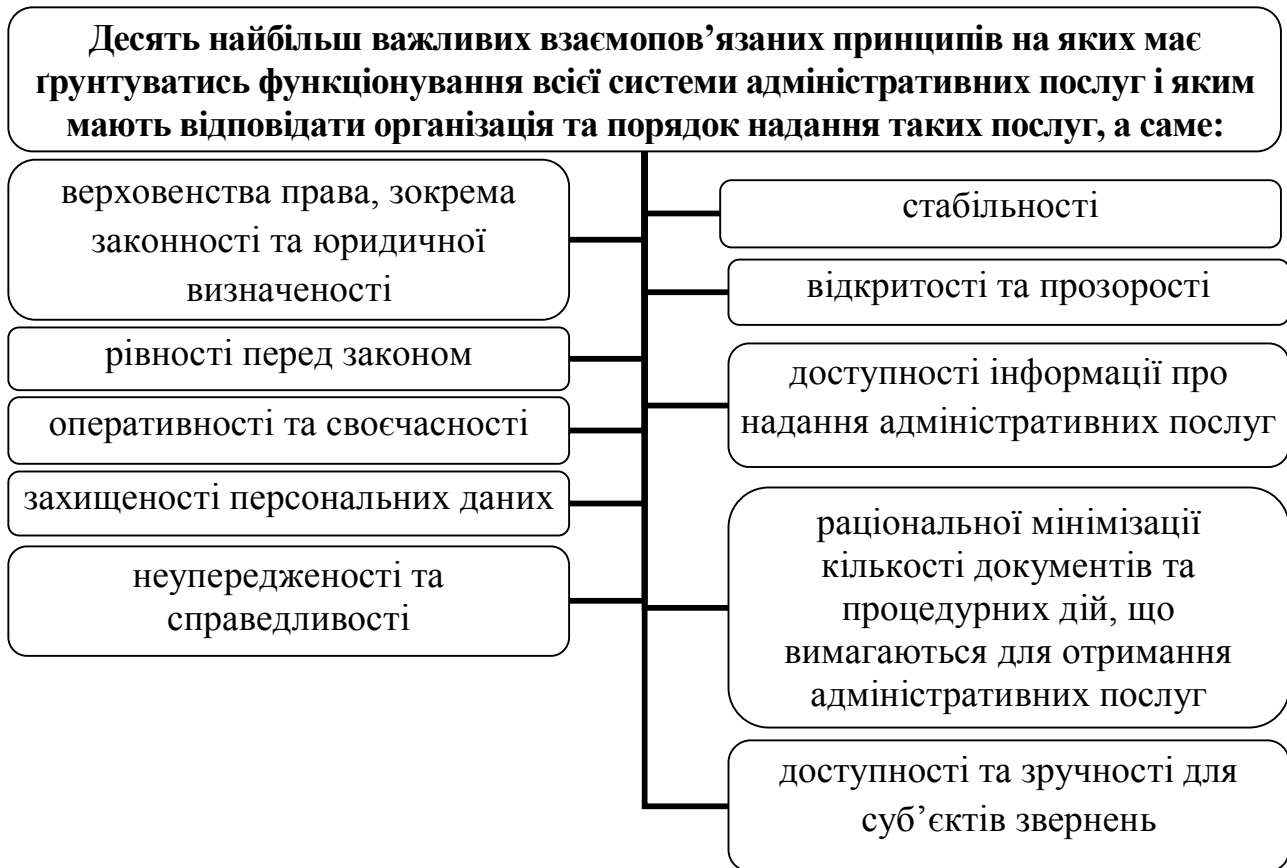 Десять найбільш важливих взаємопов’язаних принципів на яких має
ґрунтуватись функціонування всієї системи адміністративних послуг і яким
мають відповідати організація та порядок надання таких послуг, а саме:
верховенства права, зокрема
законності та юридичної
визначеності
рівності перед законом
оперативності та своєчасності
захищеності персональних даних
неупередженості та
справедливості
стабільності
відкритості та прозорості
доступності інформації про
надання адміністративних послуг
раціональної мінімізації
кількості документів та
процедурних дій, що
вимагаються для отримання
адміністративних послуг
доступності та зручності для
суб’єктів звернень